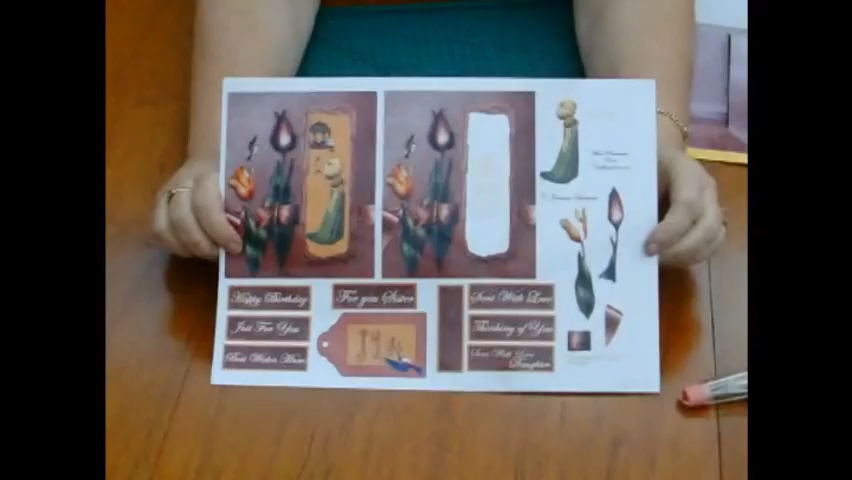 Happy Birthday
For you Sister
Sent With Love
Just For You
Thinking of You
Best Wishes Mum
Sent With Love
Daughter